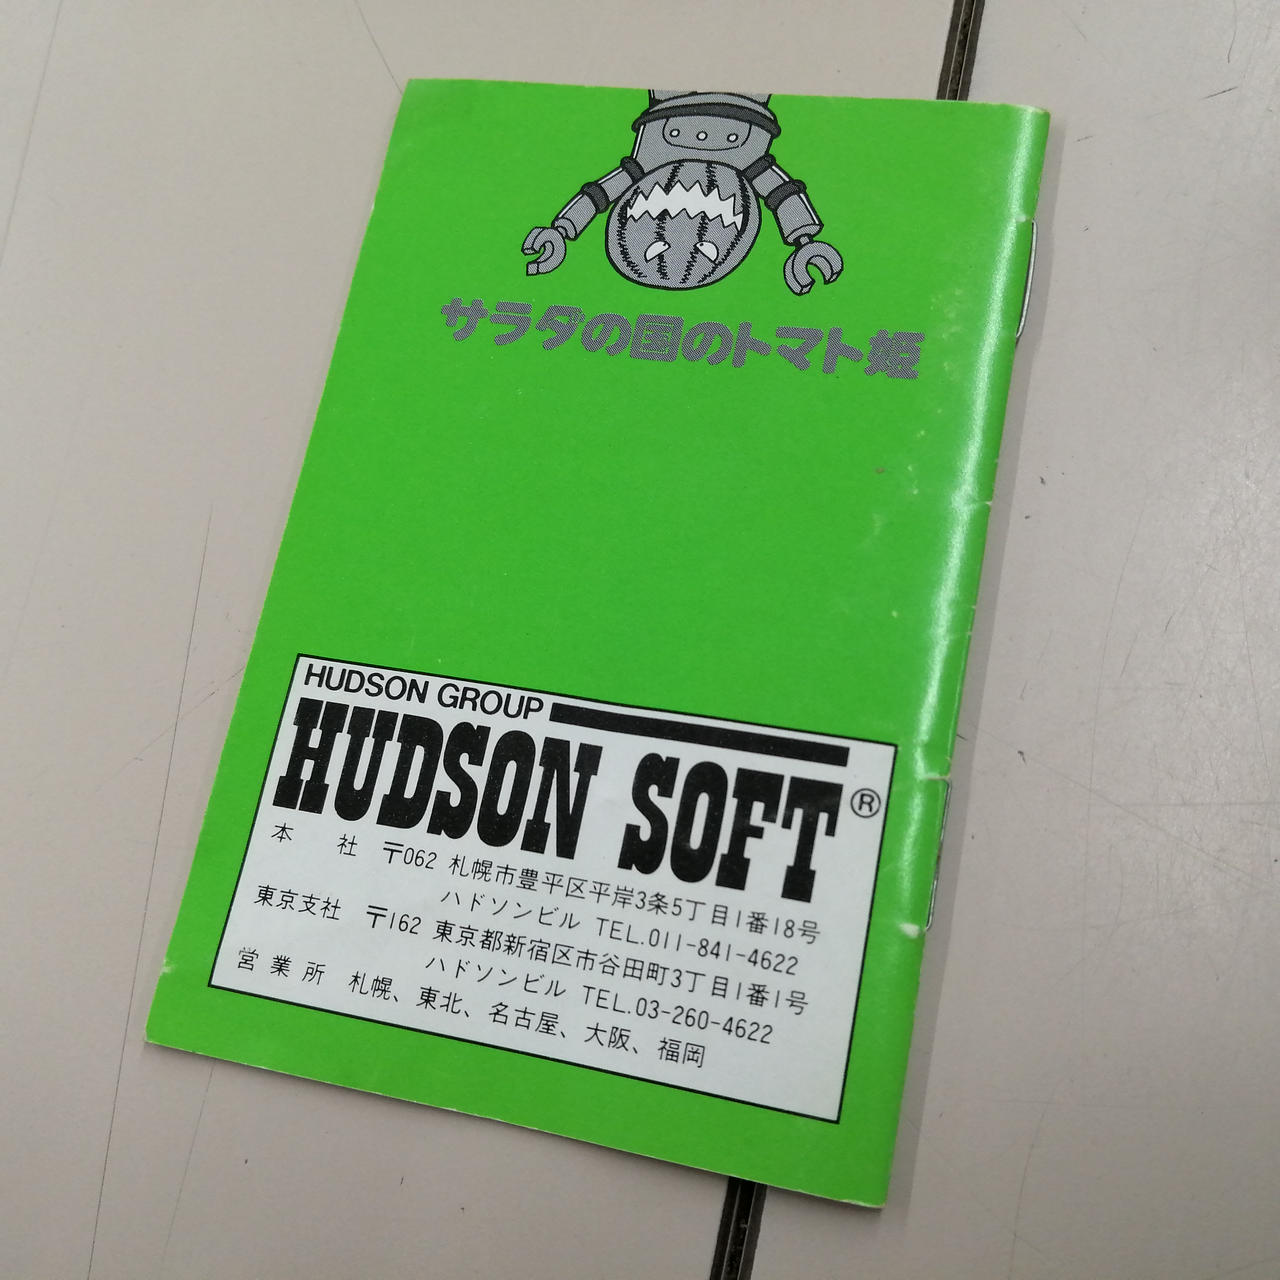 サラダの国のトマト姫
HUDSON GROUP
HUDSON SOFT®
本 社 〒062 札幌市豊平区平岸3条5丁目1番18号
ハドソンビル TEL.011-841-4622
東京支社 〒162 東京都新宿区市谷田町3丁目1番1号
ハドソンビル TEL.03-260-4622
営業所 札幌、東北、名古屋、大阪、福岡